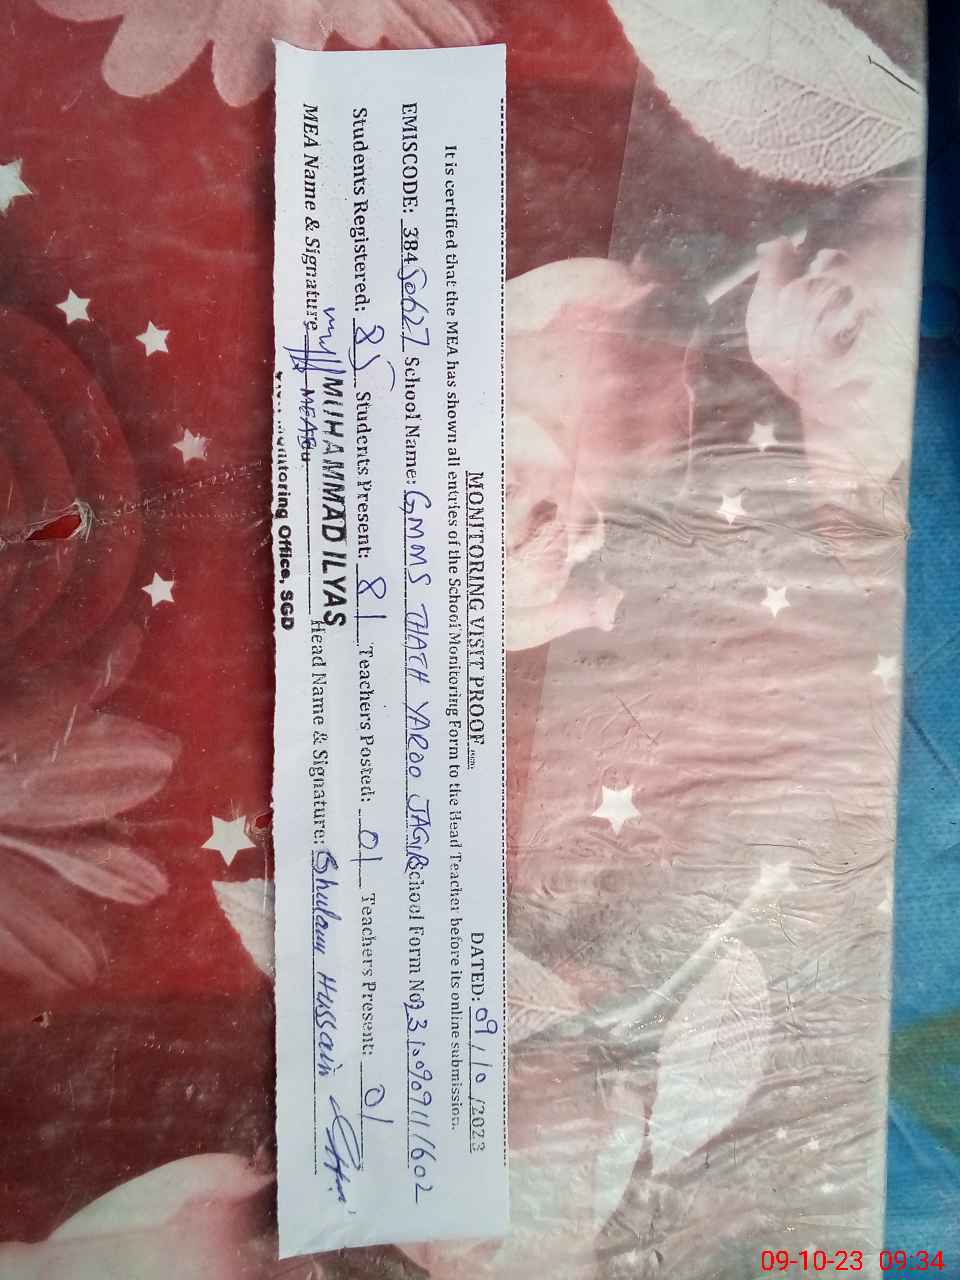 MONITORING VISIT PROOF
DATED: 09/10/2023
It is certified that the MEA has shown all entries of the School Monitoring Form to the Head Teacher before its online submission.
EMISCODE: 38450627 School Name: GMMS THATH YAROO JAGIR School Form No:
Students Registered: 85 Students Present: 81 Teachers Posted: 01 Teachers Present: 01
MEA Name & Signature MUHAMMAD ILYAS Head Name & Signature: Ghulam Hussain
Monitoring Office, SGD
09-10-23 09:34